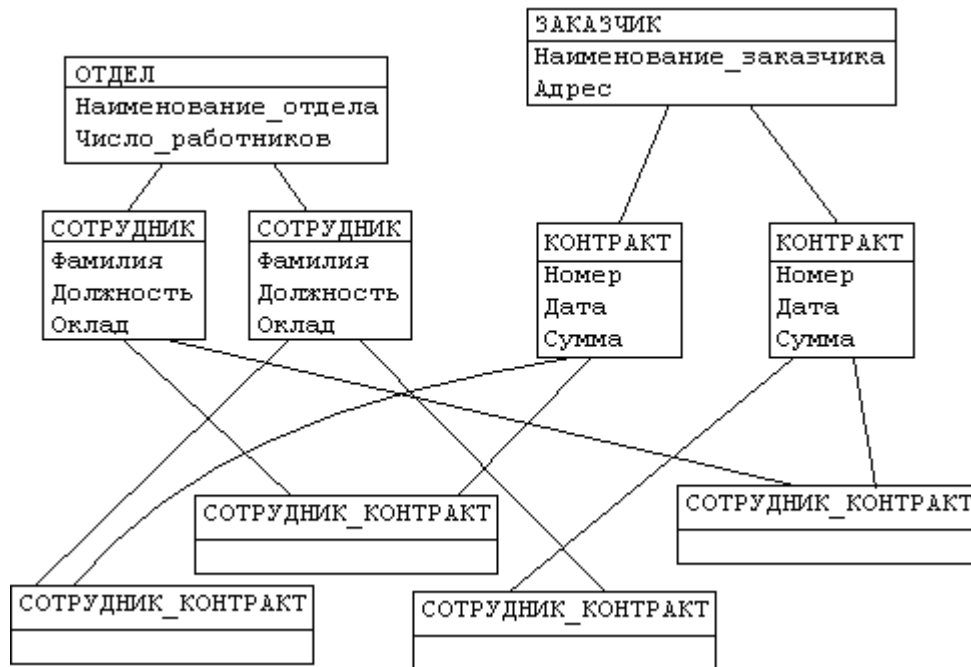 ЗАКАЗЧИК
Наименование_заказчика
Адрес
ОТДЕЛ
Наименование_отдела
Число_работников
СОТРУДНИК
Фамилия
Должность
Оклад
СОТРУДНИК
Фамилия
Должность
Оклад
КОНТРАКТ
Номер
Дата
Сумма
КОНТРАКТ
Номер
Дата
Сумма
СОТРУДНИК_КОНТРАКТ
СОТРУДНИК_КОНТРАКТ
СОТРУДНИК_КОНТРАКТ
СОТРУДНИК_КОНТРАКТ